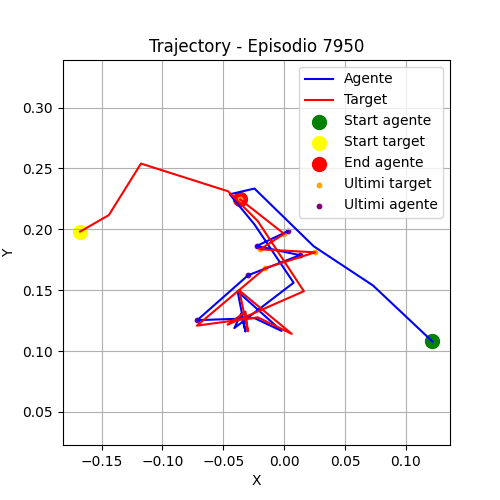 Trajectory - Episodio 7950
Agente
Target
Start agente
Start target
End agente
Ultimi target
Ultimi agente
0.30
0.25
0.20
0.15
0.10
0.05
Y
−0.15
−0.10
−0.05
0.00
0.05
0.10
X